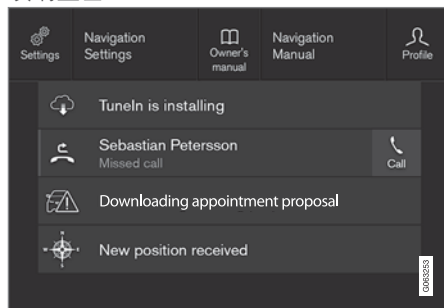 Settings
Navigation
Settings
Owner's
manual
Navigation
Manual
Profile
TuneIn is installing
Sebastian Petersson
Missed call
Call
Downloading appointment proposal
New position received
G063253